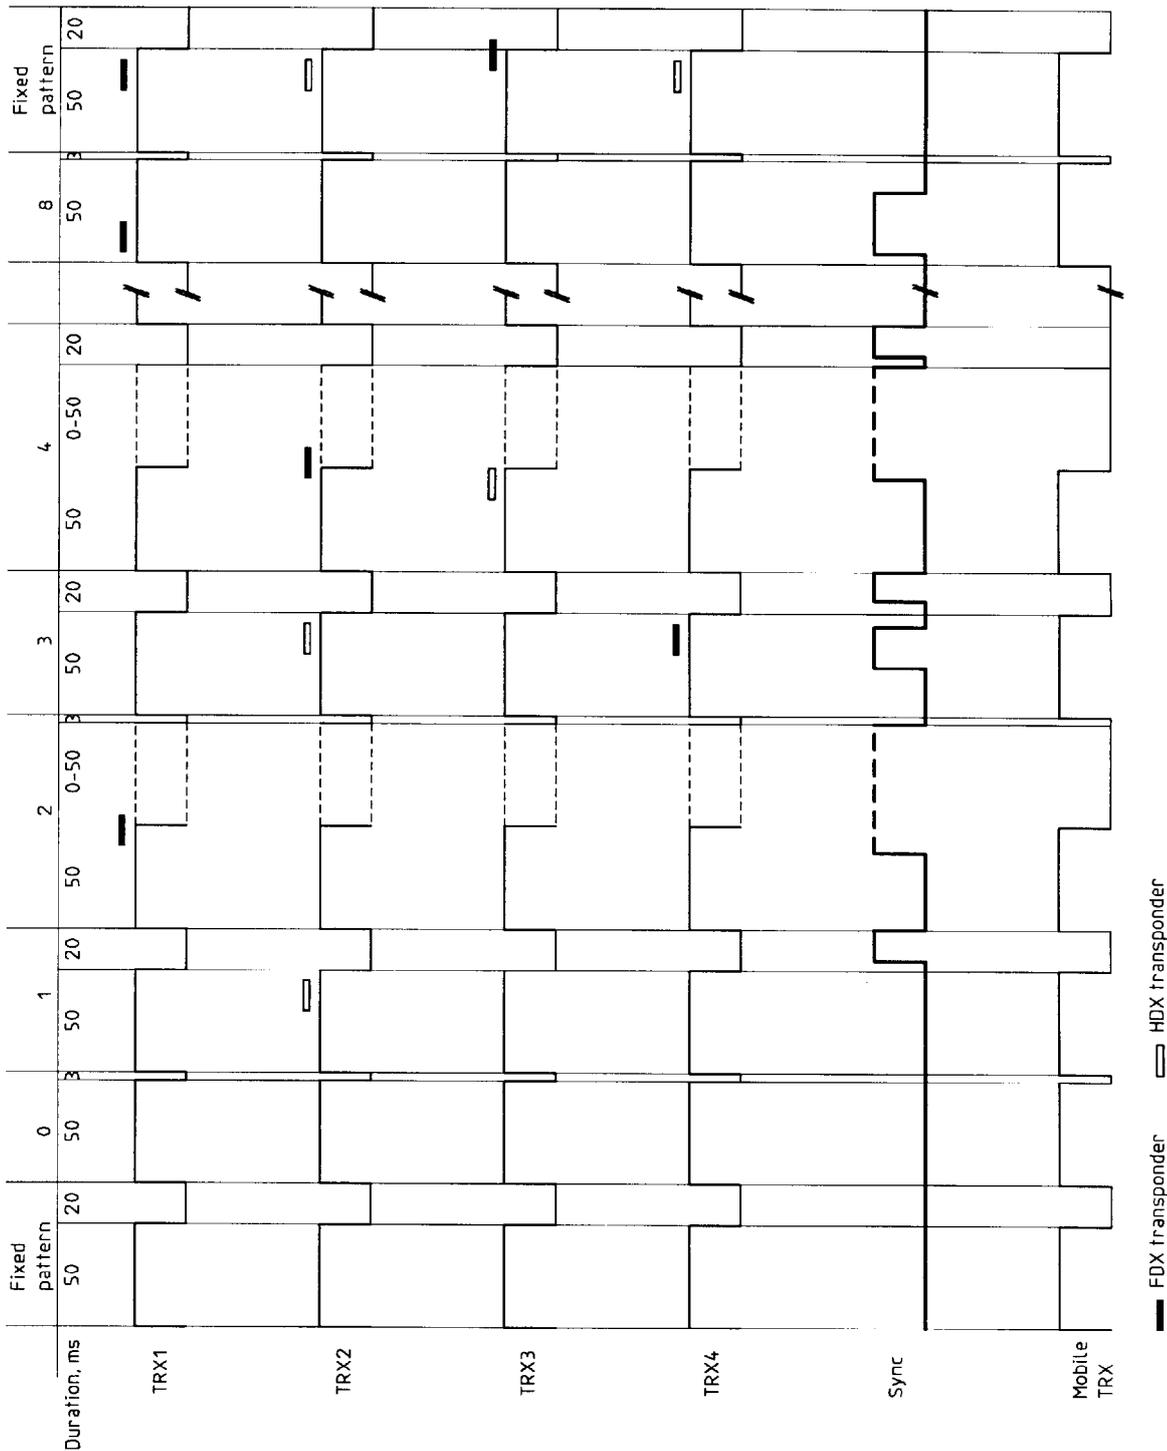 Fixed pattern 0 1 2 3 4 8 Fixed pattern
Duration, ms 50 20 50 3 50 20 50 0-50 3 50 20 50 0-50 20 50 3 50 20
TRX1
TRX2
TRX3
TRX4
Sync
Mobile
TRX
FDX transponder HDX transponder